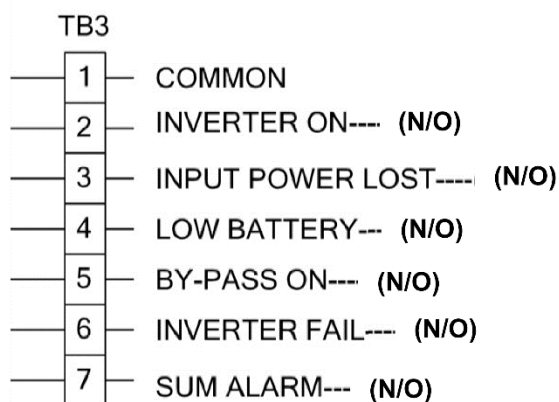 TB3
1 COMMON
2 INVERTER ON---- (N/O)
3 INPUT POWER LOST---- (N/O)
4 LOW BATTERY--- (N/O)
5 BY-PASS ON---- (N/O)
6 INVERTER FAIL---- (N/O)
7 SUM ALARM--- (N/O)